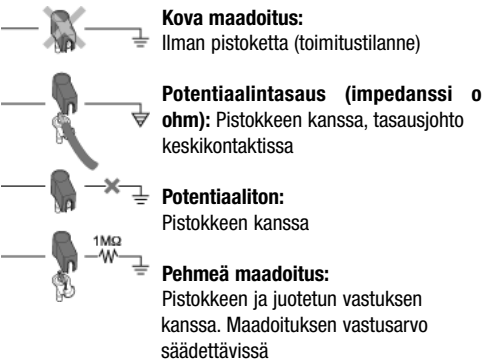 Kova maadoitus:
Ilman pistoketta (toimitustilanne)
Potentiaalintasaus (impedanssi o
ohm): Pistokkeen kanssa, tasausjohto
keskikontaktissa
Potentiaaliton:
Pistokkeen kanssa
1MΩ
Pehmeä maadoitus:
Pistokkeen ja juotetun vastuksen
kanssa. Maadoituksen vastusarvo
säädettävissä